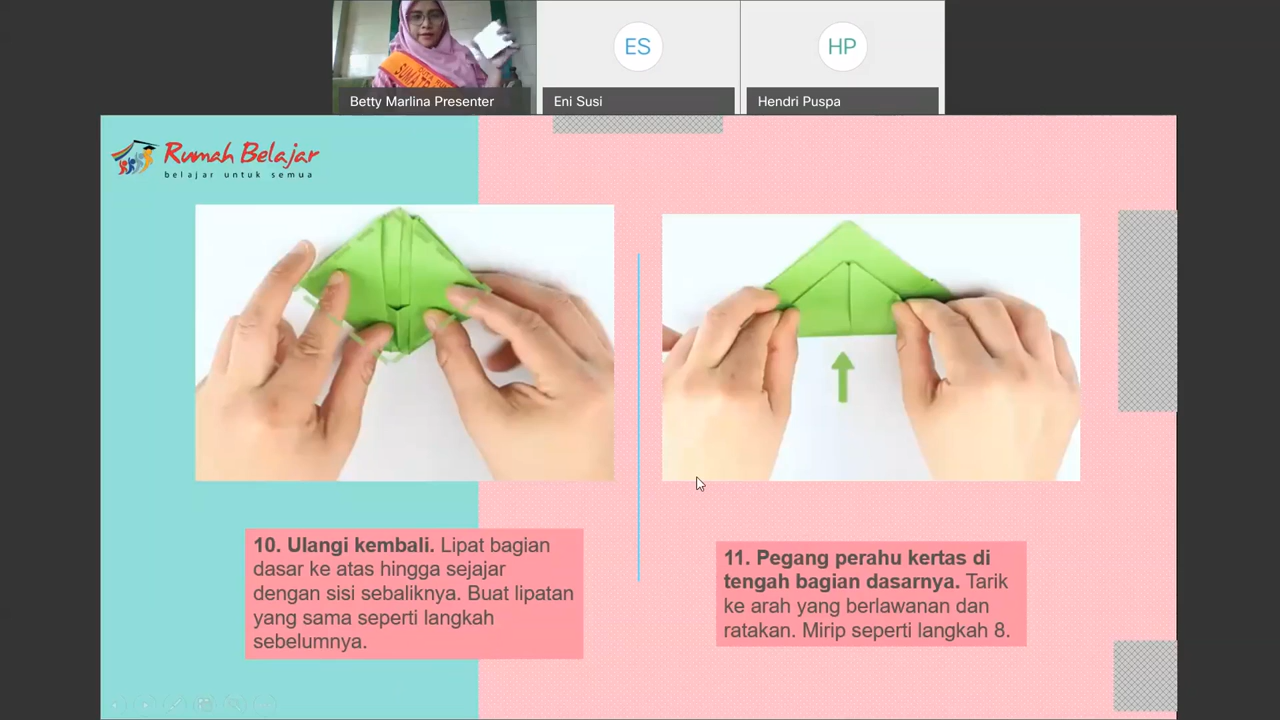 ES
HP
Betty Marlina Presenter
Eni Susi
Hendri Puspa
Rumah Belajar
belajar untuk semua
10. Ulangi kembali. Lipat bagian
dasar ke atas hingga sejajar
dengan sisi sebaliknya. Buat lipatan
yang sama seperti langkah
sebelumnya.
11. Pegang perahu kertas di
tengah bagian dasarnya. Tarik
ke arah yang berlawanan dan
ratakan. Mirip seperti langkah 8.